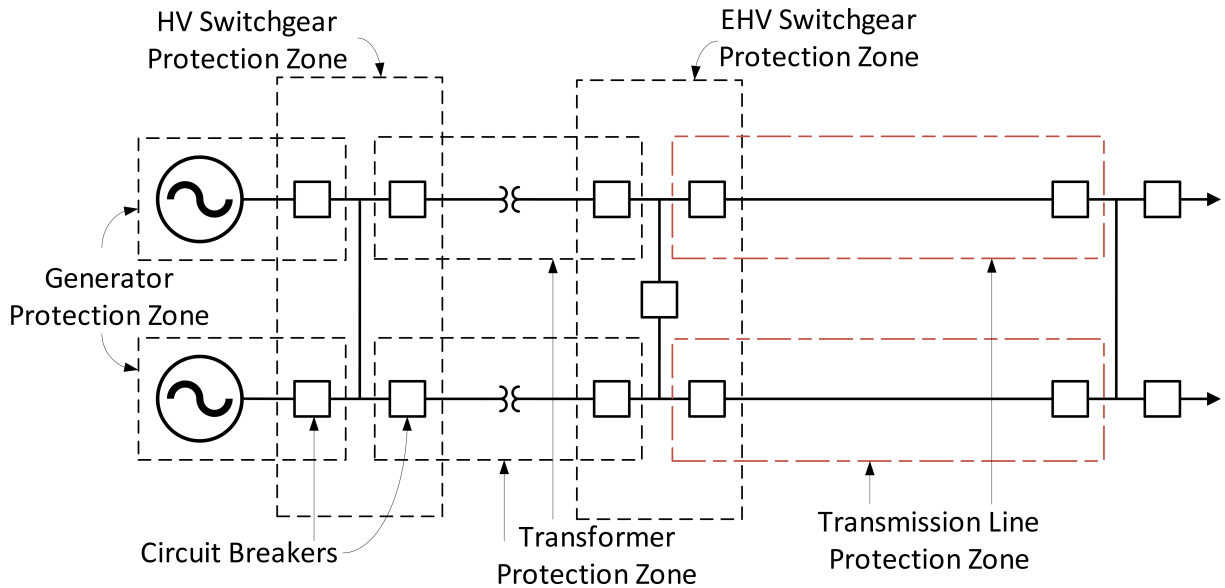 HV Switchgear
Protection Zone
EHV Switchgear
Protection Zone
Generator
Protection Zone
Circuit Breakers
Transformer
Protection Zone
Transmission Line
Protection Zone